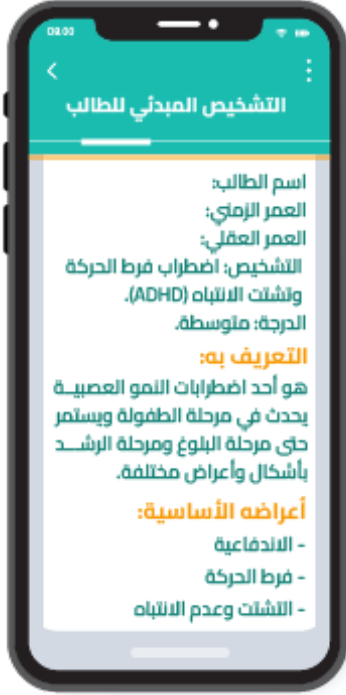 09:00
التشخيص المبدئي للطالب
اسم الطالب:
العمر الزمني:
العمر العقلي:
التشخيص: اضطراب فرط الحركة
وتشتت الانتباه (ADHD).
الدرجة: متوسطة.
التعريف به:
هو أحد اضطرابات النمو العصبيــة
يحدث في مرحلة الطفولة ويستمر
حتى مرحلة البلوغ ومرحلة الرشــد
بأشكال وأعراض مختلفة.
أعراضه الأساسية:
- الاندفاعية
- فرط الحركة
- التشتت وعدم الانتباه